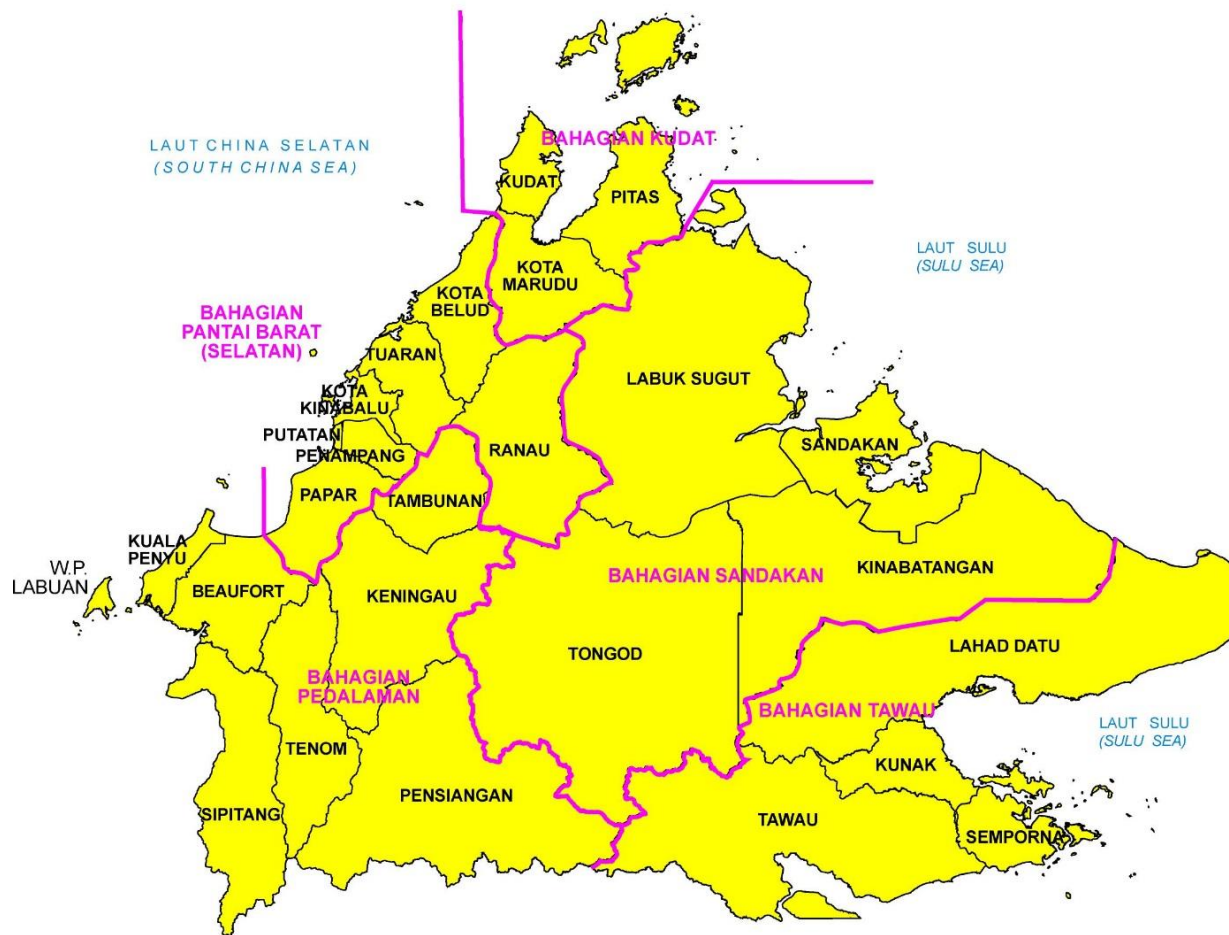 BAHAGIAN KUDAT
LAUT CHINA SELATAN
(SOUTH CHINA SEA)
KUDAT
PITAS
LAUT SULU
(SULU SEA)
KOTA
MARUDU
KOTA
BELUD
BAHAGIAN
PANTAI BARAT
(SELATAN)
TUARAN
LABUK SUGUT
KOTA
KINABALU
PUTATAN
PENAMPANG
RANAU
SANDAKAN
PAPAR
TAMBUNAN
KUALA
PENYU
W.P.
LABUAN
BEAUFORT
KENINGAU
BAHAGIAN SANDAKAN
KINABATANGAN
TONGOD
LAHAD DATU
BAHAGIAN
PEDALAMAN
BAHAGIAN TAWAU
LAUT SULU
(SULU SEA)
TENOM
KUNAK
PENSIANGAN
SIPITANG
TAWAU
SEMPORNA